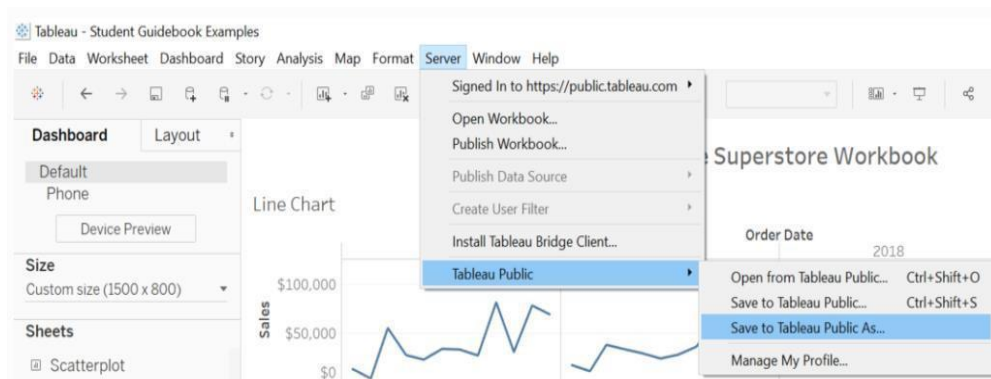 Tableau - Student Guidebook Examples
File Data Worksheet Dashboard Story Analysis Map Format Server Window Help
Signed In to https://public.tableau.com
Open Workbook...
Publish Workbook...
Publish Data Source
Create User Filter
Install Tableau Bridge Client...
Tableau Public
Open from Tableau Public... Ctrl+Shift+O
Save to Tableau Public... Ctrl+Shift+S
Save to Tableau Public As...
Manage My Profile...
Dashboard Layout
Default
Phone
Device Preview
Size
Custom size (1500 x 800)
Sheets
Scatterplot
Superstore Workbook
Line Chart
Order Date
2018
Sales
$100,000
$50,000
$0